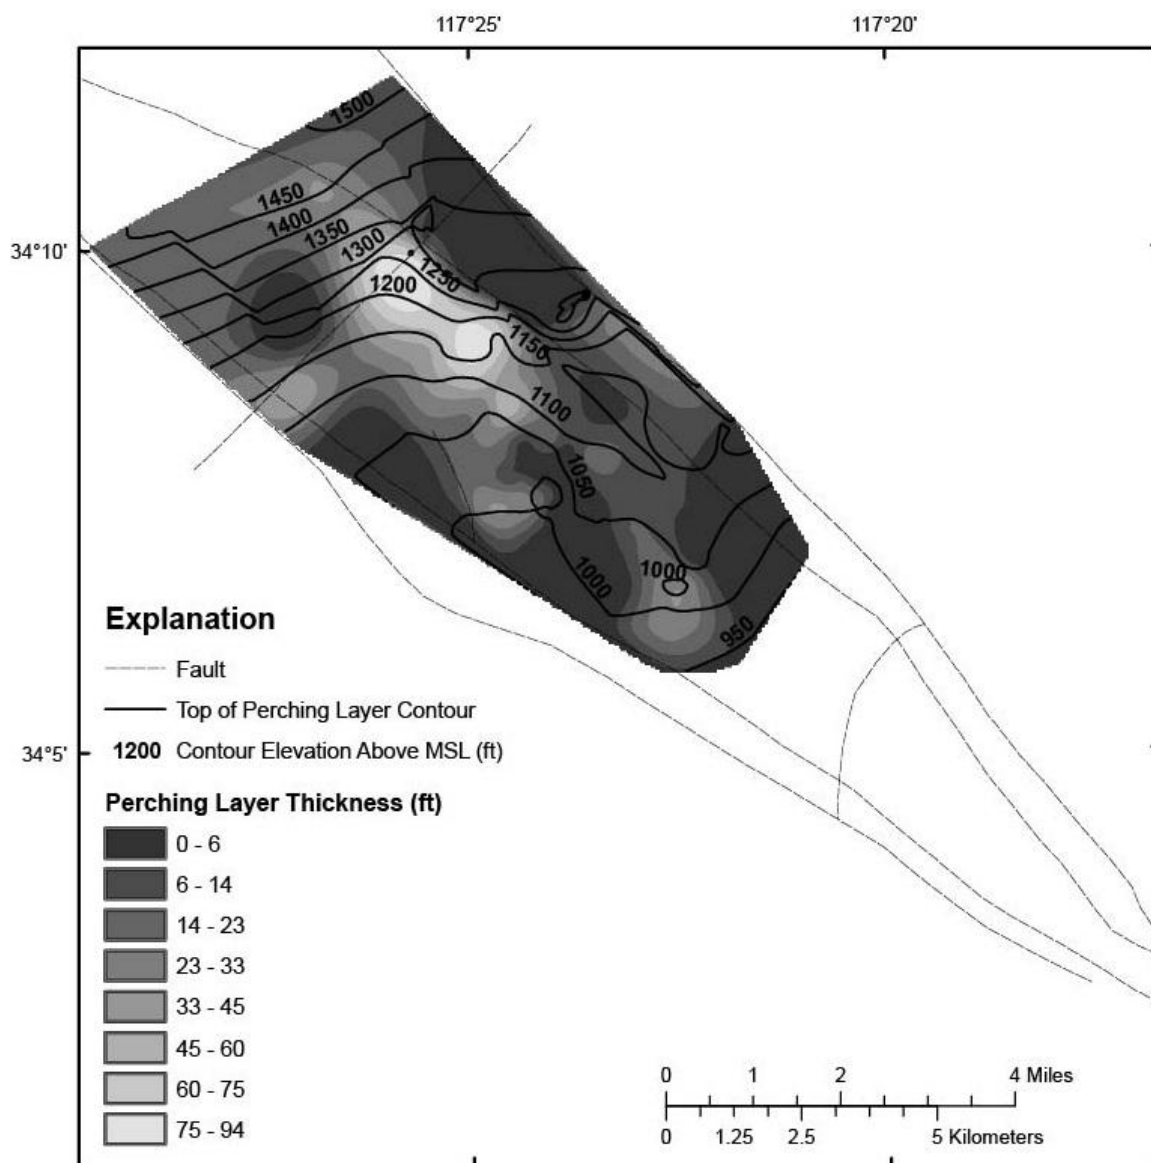 117°25' 117°20'
1500
1450
1400
1350
1300
34°10'
1250
1200
1150
1100
1050
1000
1000
950
Explanation
Fault
Top of Perching Layer Contour
1200 Contour Elevation Above MSL (ft)
34°5'
Perching Layer Thickness (ft)
0 - 6
6 - 14
14 - 23
23 - 33
33 - 45
45 - 60
60 - 75
75 - 94
0 1 2 4 Miles
0 1.25 2.5 5 Kilometers